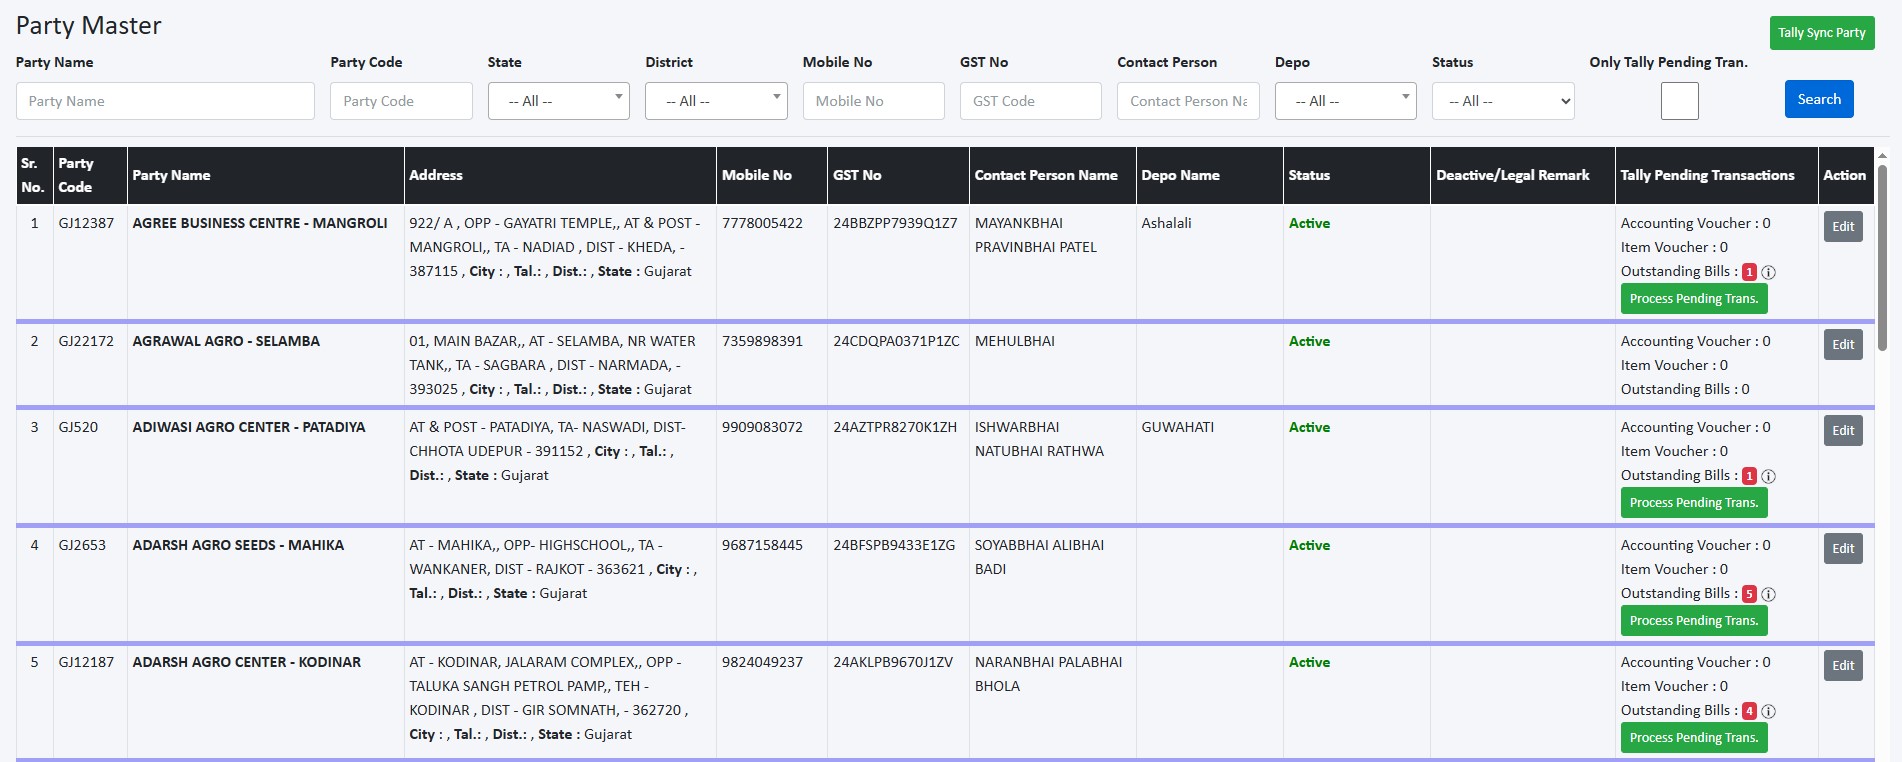 Party Master
Tally Sync Party
Party Name Party Code State District Mobile No GST No Contact Person Depo Status Only Tally Pending Tran.
Party Name Party Code -- All -- -- All -- Mobile No GST Code Contact Person Na -- All -- -- All -- Search
Sr. No. Party Code Party Name Address Mobile No GST No Contact Person Name Depo Name Status Deactive/Legal Remark Tally Pending Transactions Action
1 GJ12387 AGREE BUSINESS CENTRE - MANGROLI 922/ A , OPP - GAYATRI TEMPLE,, AT & POST - 7778005422 24BBZPP7939Q1Z7 MAYANKBHAI Ashalali Active Accounting Voucher : 0 Edit
MANGROLI,, TA - NADIAD , DIST - KHEDA, - PRAVINBHAI PATEL Item Voucher : 0
387115 , City : , Tal.: , Dist.: , State : Gujarat Outstanding Bills : 1
Process Pending Trans.
2 GJ22172 AGRAWAL AGRO - SELAMBA 01, MAIN BAZAR,, AT - SELAMBA, NR WATER 7359898391 24CDQPA0371P1ZC MEHULBHAI Active Accounting Voucher : 0 Edit
TANK,, TA - SAGBARA , DIST - NARMADA, - Item Voucher : 0
393025 , City : , Tal.: , Dist.: , State : Gujarat Outstanding Bills : 0
3 GJ520 ADIWASI AGRO CENTER - PATADIYA AT & POST - PATADIYA, TA- NASWADI, DIST- 9909083072 24AZTPR8270K1ZH ISHWARBHAI GUWAHATI Active Accounting Voucher : 0 Edit
CHHOTA UDEPUR - 391152 , City : , Tal.: , NATUBHAI RATHWA Item Voucher : 0
Dist.: , State : Gujarat Outstanding Bills : 1
Process Pending Trans.
4 GJ2653 ADARSH AGRO SEEDS - MAHIKA AT - MAHIKA,, OPP- HIGHSCHOOL,, TA - 9687158445 24BFSPB9433E1ZG SOYABBHAI ALIBHAI Active Accounting Voucher : 0 Edit
WANKANER, DIST - RAJKOT - 363621 , City : , BADI Item Voucher : 0
Tal.: , Dist.: , State : Gujarat Outstanding Bills : 5
Process Pending Trans.
5 GJ12187 ADARSH AGRO CENTER - KODINAR AT - KODINAR, JALARAM COMPLEX,, OPP - 9824049237 24AKLPB9670J1ZV NARANBHAI PALABHAI Active Accounting Voucher : 0 Edit
TALUKA SANGH PETROL PAMP,, TEH - BHOLA Item Voucher : 0
KODINAR , DIST - GIR SOMNATH, - 362720 , Outstanding Bills : 4
City : , Tal.: , Dist.: , State : Gujarat Process Pending Trans.